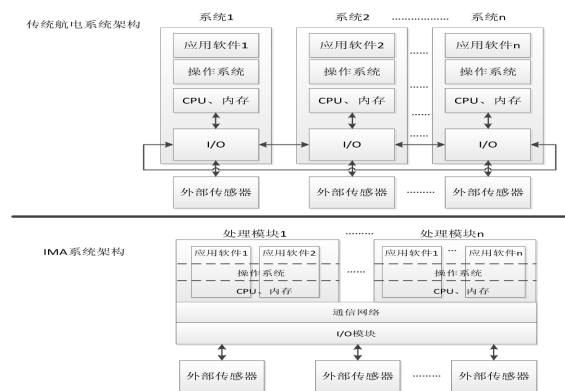 传统航电系统架构
系统1 系统2 ……………… 系统n
应用软件1 应用软件2 …… 应用软件n
操作系统 操作系统 操作系统
CPU、内存 CPU、内存 …… CPU、内存
……
I/O I/O …… I/O
外部传感器 外部传感器 ……… 外部传感器
IMA系统架构
处理模块1 ……… 处理模块n
应用软件1 应用软件2 应用软件1 … 应用软件n
操作系统 …… 操作系统
CPU、内存 CPU、内存
通信网络
I/O模块
外部传感器 外部传感器 ……… 外部传感器